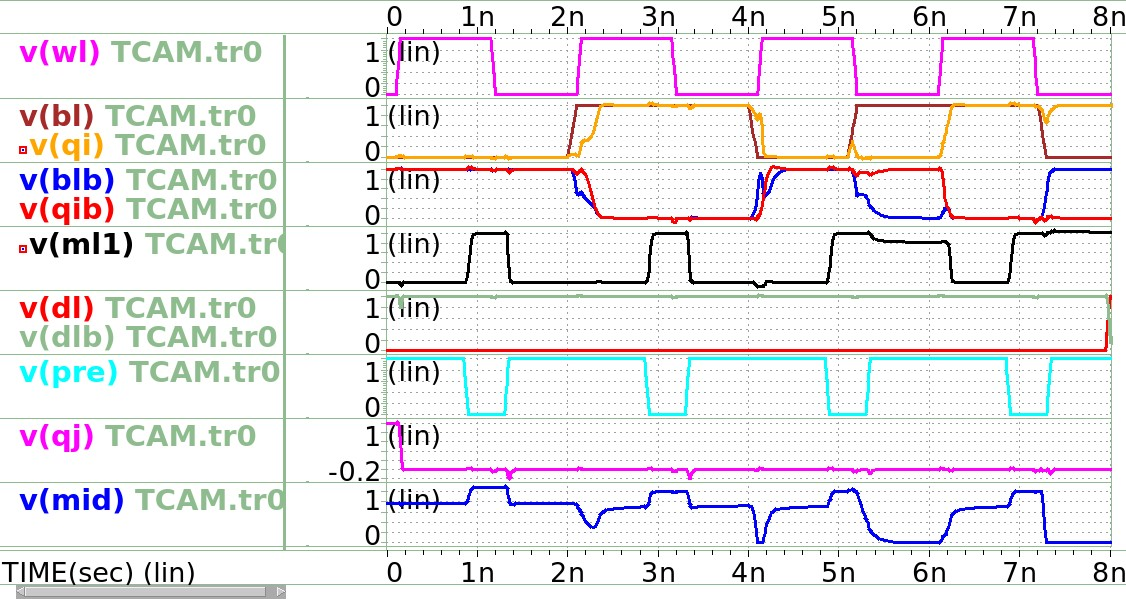 0 1n 2n 3n 4n 5n 6n 7n 8n
v(wl) TCAM.tr0 1 (lin)
0
v(bl) TCAM.tr0 1 (lin)
v(qi) TCAM.tr0 0
v(blb) TCAM.tr0 1 (lin)
v(qib) TCAM.tr0 0
v(ml1) TCAM.tr0 1 (lin)
0
v(dl) TCAM.tr0 1 (lin)
v(dlb) TCAM.tr0 0
v(pre) TCAM.tr0 1 (lin)
0
v(qj) TCAM.tr0 1 (lin)
-0.2
v(mid) TCAM.tr0 1 (lin)
0
TIME(sec) (lin) 0 1n 2n 3n 4n 5n 6n 7n 8n